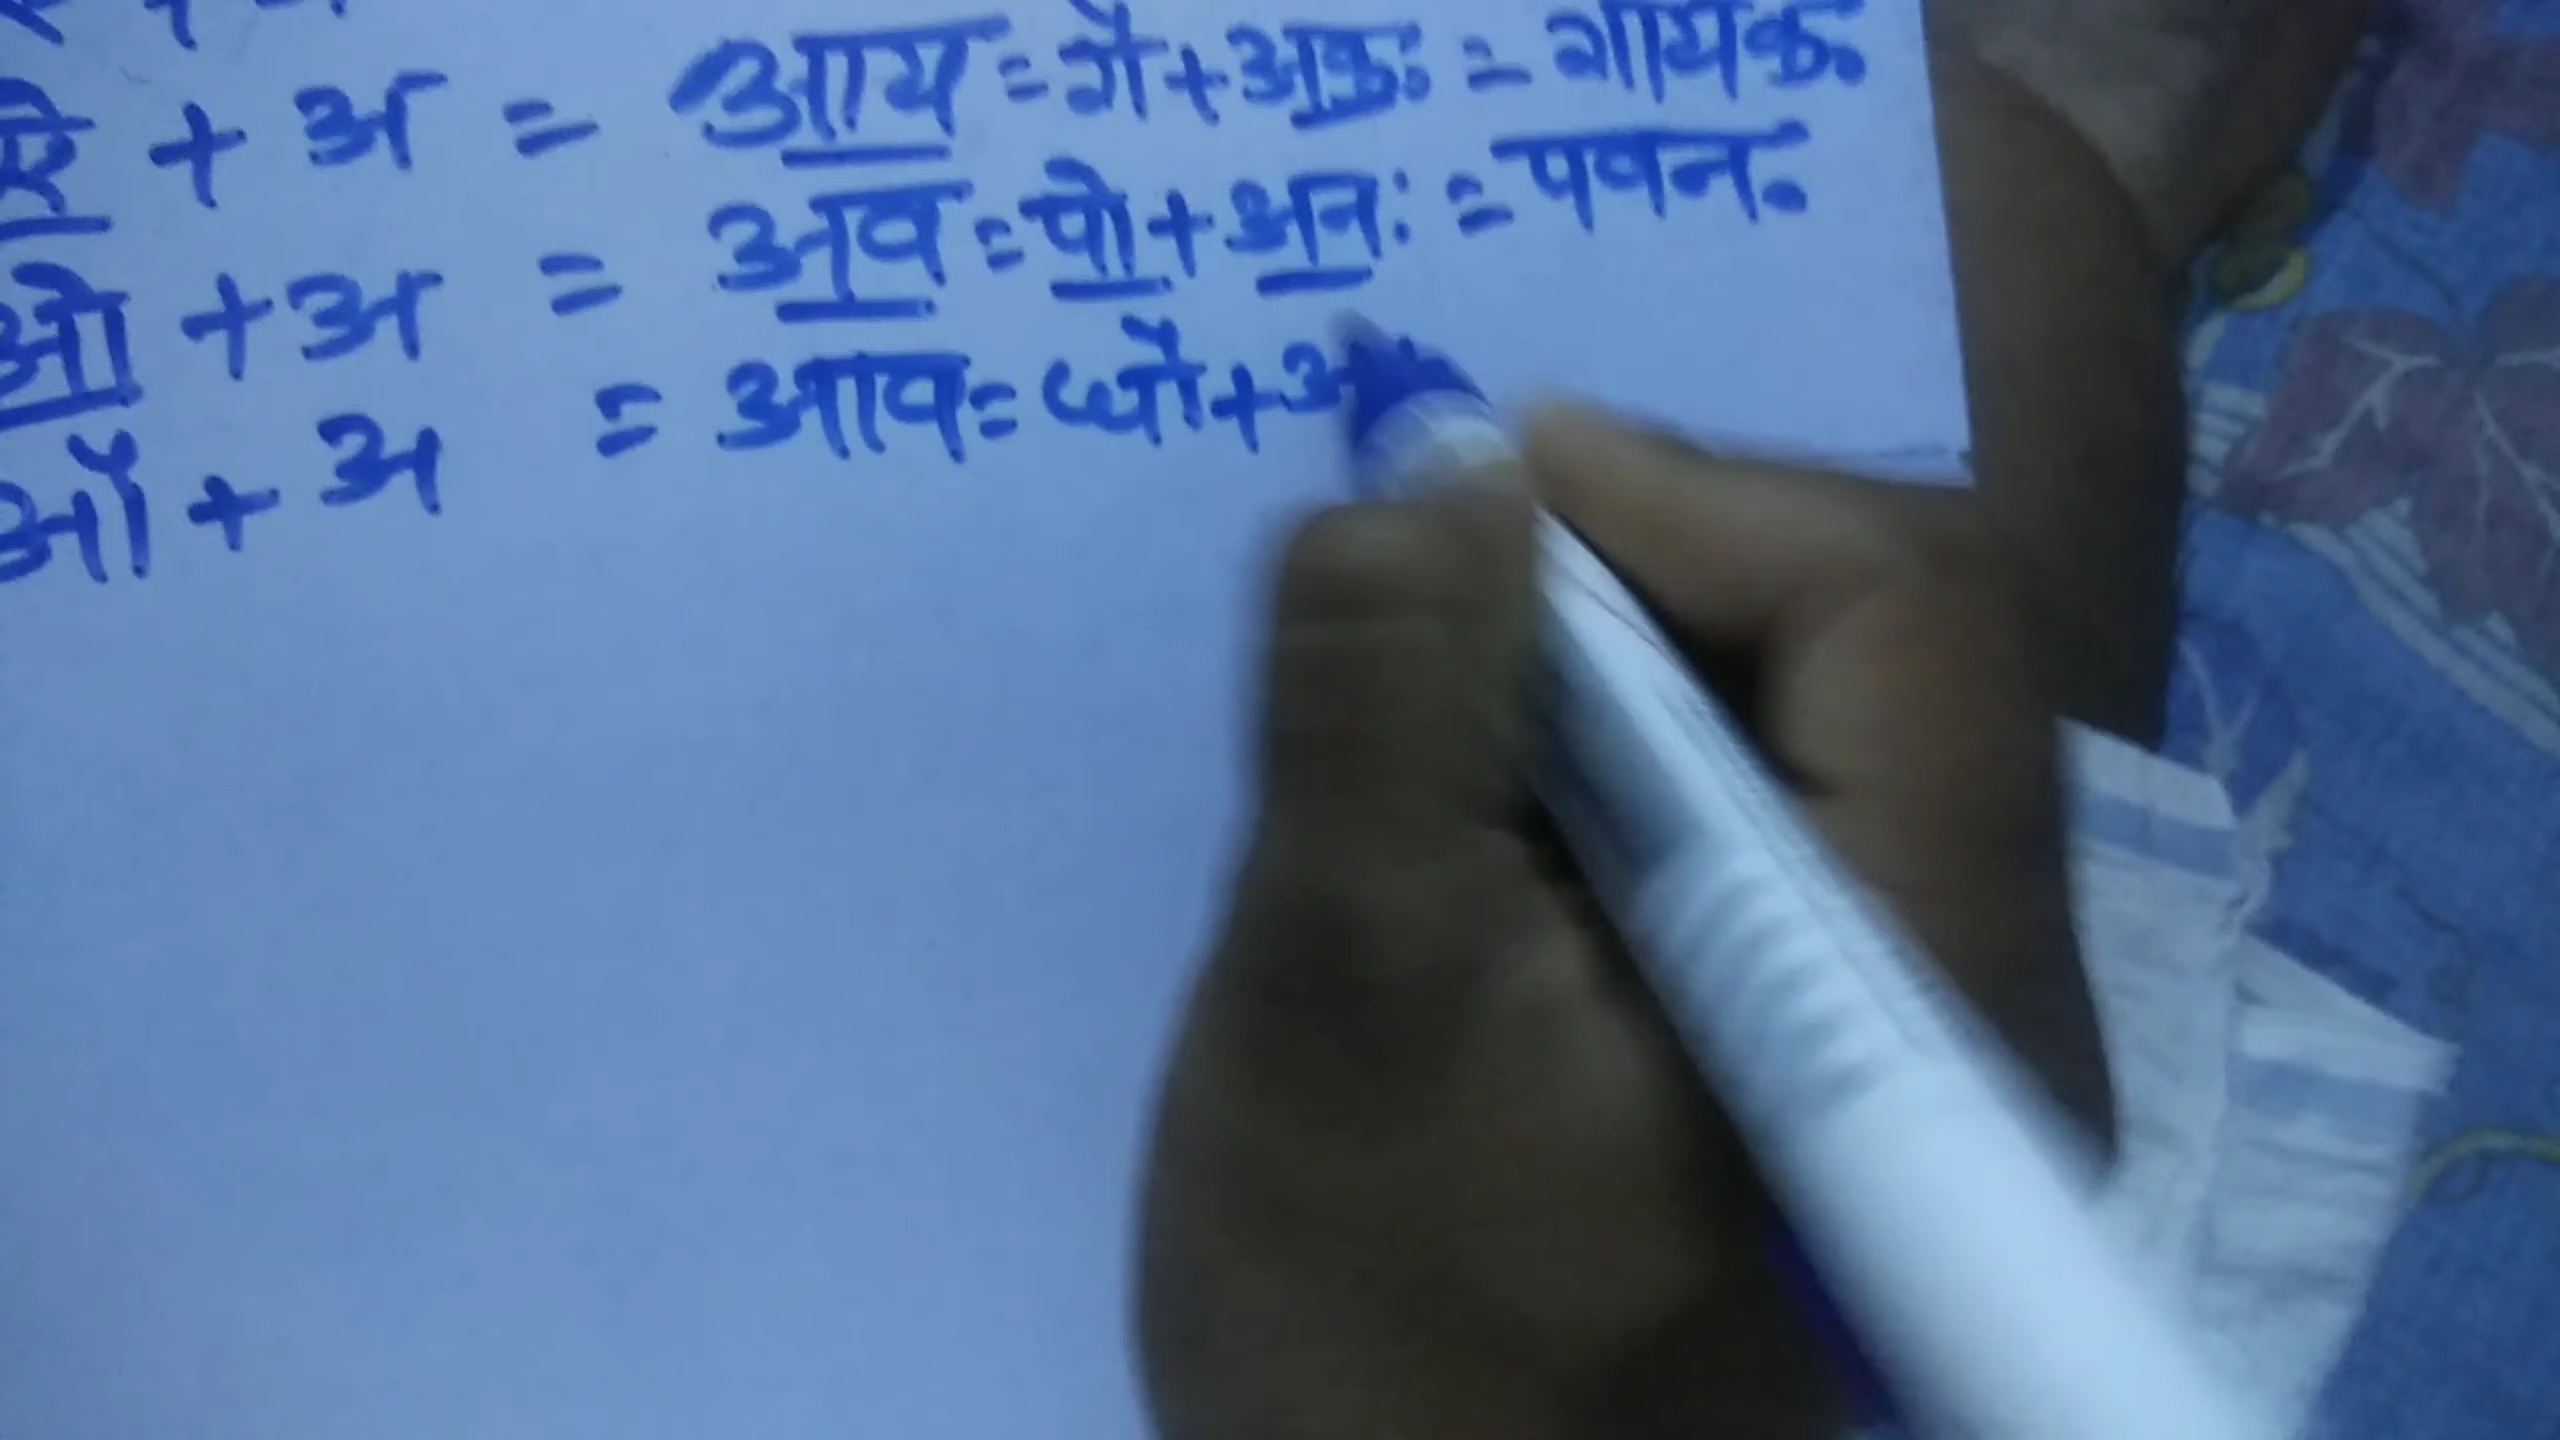 ऐ + अ = आय = गै + अकः = गायकः
ओ + अ = अव = पो + अनः = पवनः
औ + अ = आव = धौ + अ